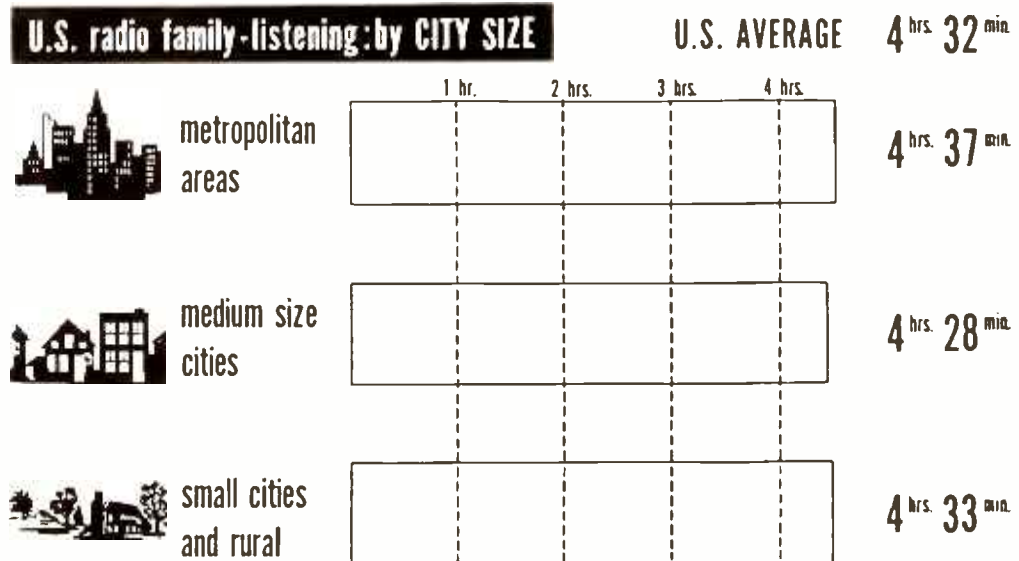 U.S. radio family-listening: by CITY SIZE U.S. AVERAGE 4 hrs. 32 min.
1 hr. 2 hrs. 3 hrs. 4 hrs.
metropolitan
areas
4 hrs. 37 min.
medium size
cities
4 hrs. 28 min.
small cities
and rural
4 hrs. 33 min.